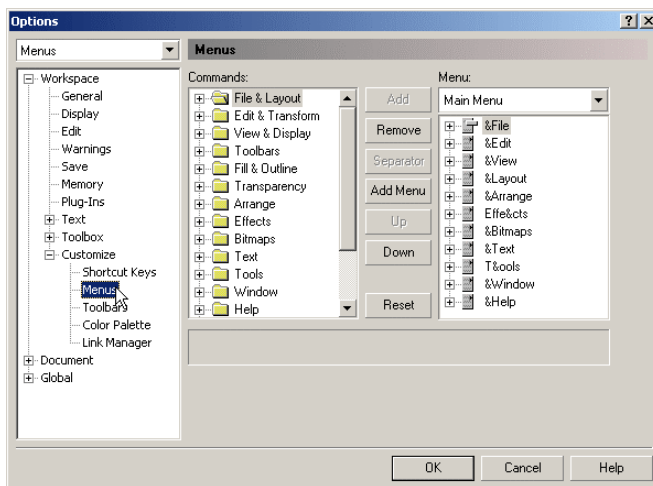 Options
Menus
Workspace
General
Display
Edit
Warnings
Save
Memory
Plug-Ins
Text
Toolbox
Customize
Shortcut Keys
Menus
Toolbars
Color Palette
Link Manager
Document
Global
Menus
Commands:
File & Layout
Edit & Transform
View & Display
Toolbars
Fill & Outline
Transparency
Arrange
Effects
Bitmaps
Text
Tools
Window
Help
Add
Remove
Separator
Add Menu
Up
Down
Reset
Menu:
Main Menu
&File
&Edit
&View
&Layout
&Arrange
Effe&cts
&Bitmaps
&Text
T&ools
&Window
&Help
OK
Cancel
Help